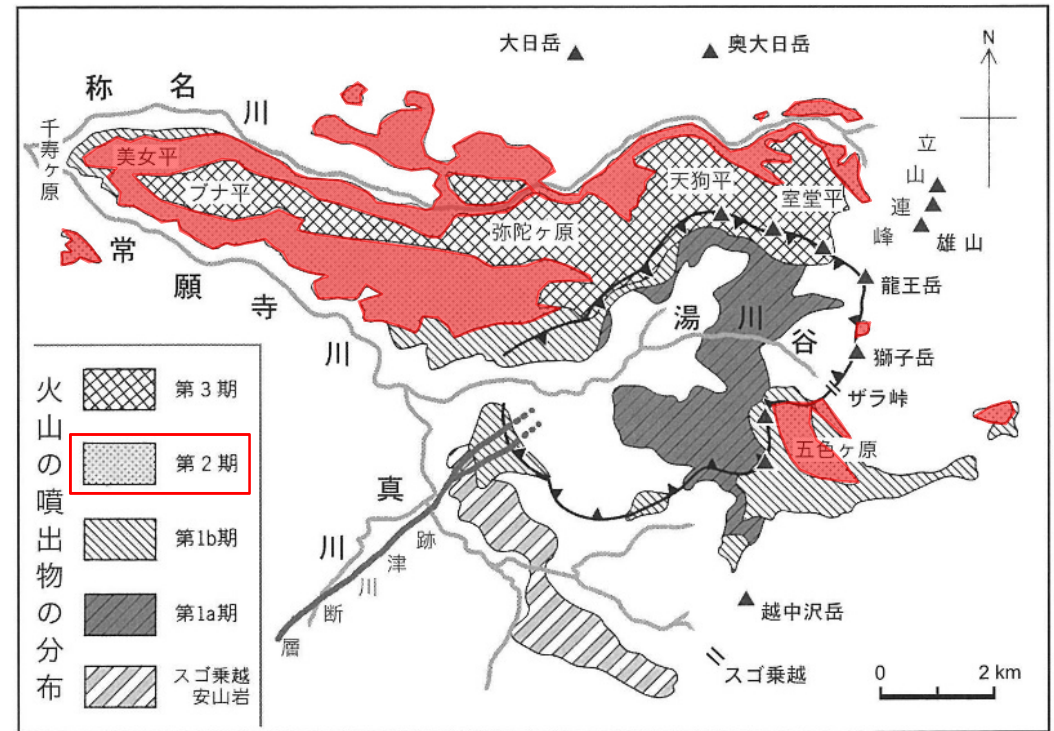 大日岳
奥大日岳
N
称名川
千寿ヶ原
美女平
ブナ平
天狗平
室堂平
弥陀ヶ原
立山連峰
雄山
常願寺川
龍王岳
湯川谷
獅子岳
ザラ峠
五色ヶ原
真川
跡津川断層
越中沢岳
スゴ乗越
0 2 km
火山の噴出物の分布
第3期
第2期
第1b期
第1a期
スゴ乗越
安山岩